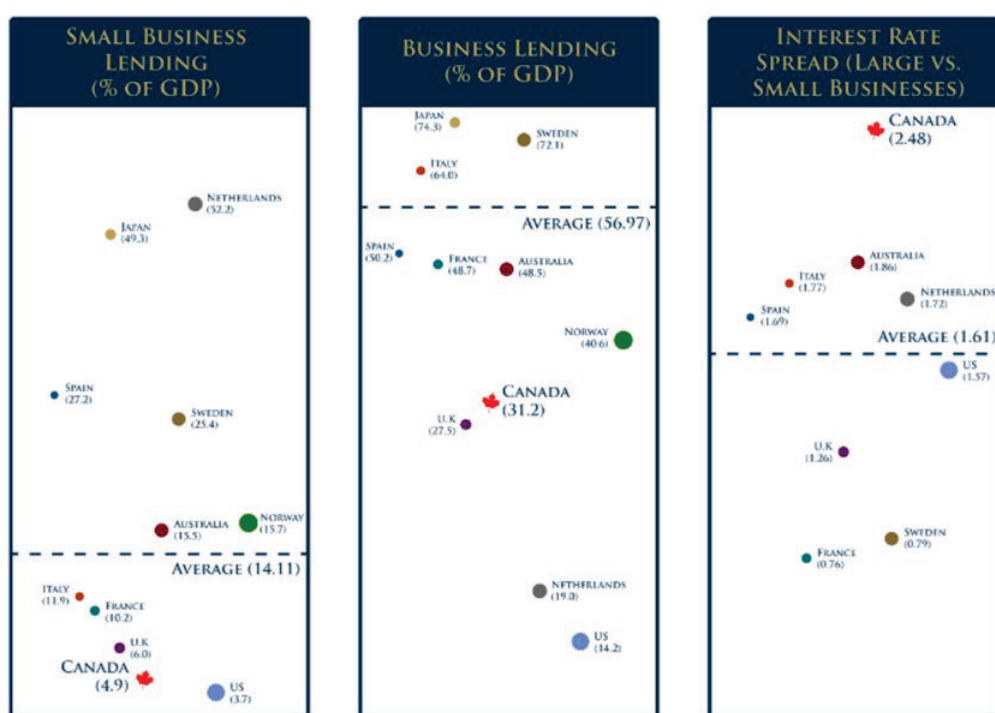 SMALL BUSINESS
LENDING
(% OF GDP)
NETHERLANDS
(52.2)
JAPAN
(49.3)
SPAIN
(27.2)
SWEDEN
(25.4)
AUSTRALIA
(15.5)
NORWAY
(15.7)
AVERAGE (14.11)
ITALY
(11.9)
FRANCE
(10.2)
U.K
(6.0)
CANADA
(4.9)
US
(3.7)
BUSINESS LENDING
(% OF GDP)
JAPAN
(74.3)
SWEDEN
(72.1)
ITALY
(64.0)
AVERAGE (56.97)
SPAIN
(50.2)
FRANCE
(48.7)
AUSTRALIA
(48.5)
NORWAY
(40.6)
CANADA
(31.2)
U.K
(27.5)
NETHERLANDS
(19.0)
US
(14.2)
INTEREST RATE
SPREAD (LARGE VS.
SMALL BUSINESSES)
CANADA
(2.48)
AUSTRALIA
(1.86)
ITALY
(1.77)
NETHERLANDS
(1.72)
SPAIN
(1.69)
AVERAGE (1.61)
US
(1.57)
U.K
(1.26)
SWEDEN
(0.79)
FRANCE
(0.76)